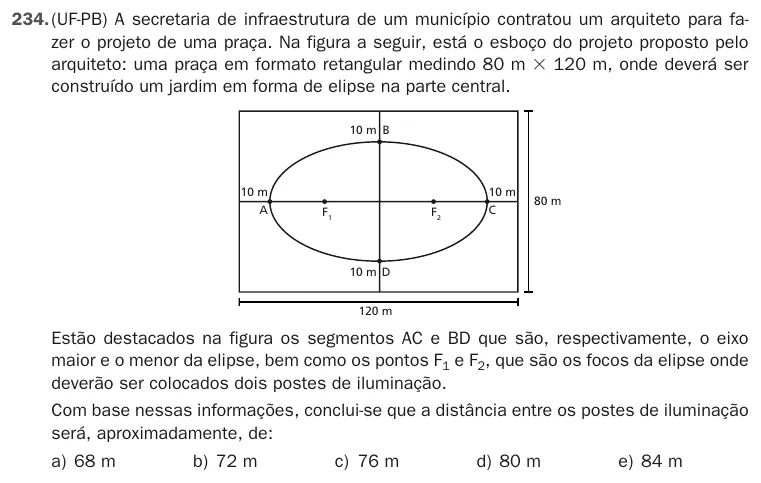 234. (UF-PB) A secretaria de infraestrutura de um município contratou um arquiteto para fa-
zer o projeto de uma praça. Na figura a seguir, está o esboço do projeto proposto pelo
arquiteto: uma praça em formato retangular medindo 80 m × 120 m, onde deverá ser
construído um jardim em forma de elipse na parte central.
10 m B
10 m
10 m
A
F₁
F₂
C
80 m
10 m D
120 m
Estão destacados na figura os segmentos AC e BD que são, respectivamente, o eixo
maior e o menor da elipse, bem como os pontos F₁ e F₂, que são os focos da elipse onde
deverão ser colocados dois postes de iluminação.
Com base nessas informações, conclui-se que a distância entre os postes de iluminação
será, aproximadamente, de:
a) 68 m b) 72 m c) 76 m d) 80 m e) 84 m